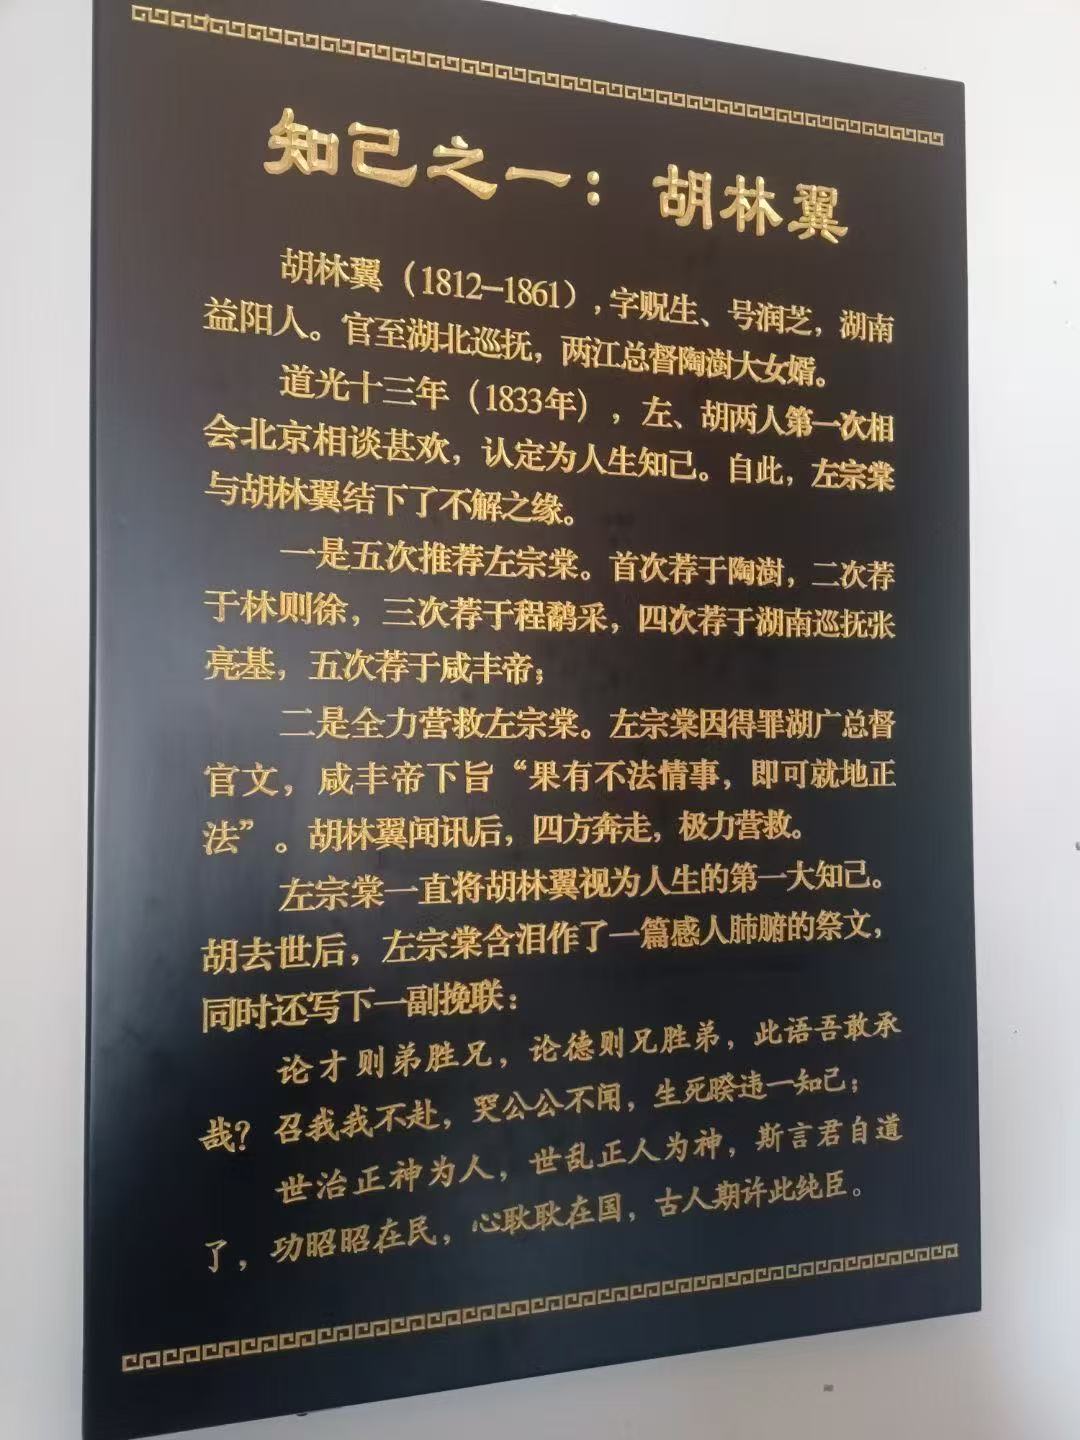 知己之一：胡林翼
胡林翼（1812-1861），字贶生、号润芝，湖南
益阳人。官至湖北巡抚，两江总督陶澍大女婿。
道光十三年（1833年），左、胡两人第一次相
会北京相谈甚欢，认定为人生知己。自此，左宗棠
与胡林翼结下了不解之缘。
一是五次推荐左宗棠。首次荐于陶澍，二次荐
于林则徐，三次荐于程鹬采，四次荐于湖南巡抚张
亮基，五次荐于咸丰帝；
二是全力营救左宗棠。左宗棠因得罪湖广总督
官文，咸丰帝下旨“果有不法情事，即可就地正
法”。胡林翼闻讯后，四方奔走，极力营救。
左宗棠一直将胡林翼视为人生的第一大知己。
胡去世后，左宗棠含泪作了一篇感人肺腑的祭文，
同时还写下一副挽联：
论才则弟胜兄，论德则兄胜弟，此语吾敢承
哉？召我我不赴，哭公公不闻，生死睽违一知己；
世治正神为人，世乱正人为神，斯言君自道
了，功昭昭在民，心耿耿在国，古人期许此纯臣。